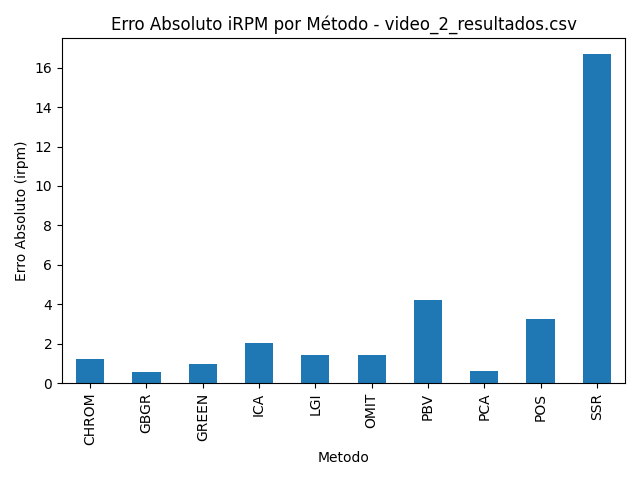 Erro Absoluto iRPM por Método - video_2_resultados.csv
Erro Absoluto (irpm)
16
14
12
10
8
6
4
2
0
CHROM
GBGR
GREEN
ICA
LGI
OMIT
PBV
PCA
POS
SSR
Metodo